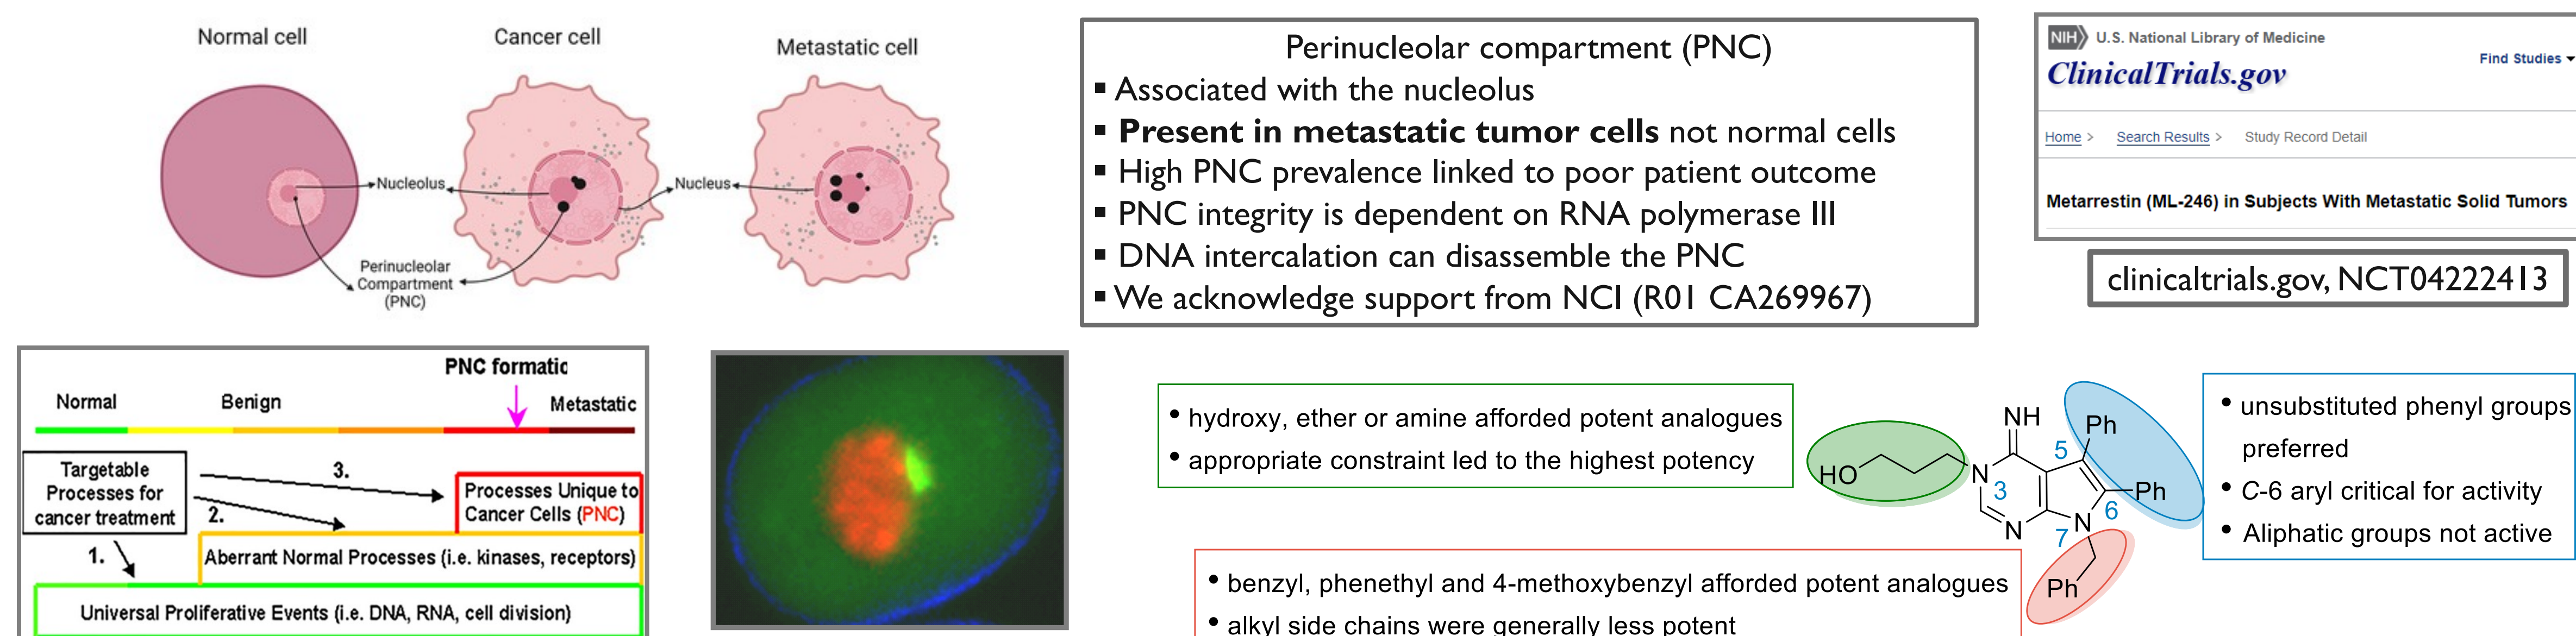 Normal cell
Cancer cell
Metastatic cell
Nucleolus
Nucleus
Perinucleolar
Compartment
(PNC)
Perinucleolar compartment (PNC)
▪ Associated with the nucleolus
▪ Present in metastatic tumor cells not normal cells
▪ High PNC prevalence linked to poor patient outcome
▪ PNC integrity is dependent on RNA polymerase III
▪ DNA intercalation can disassemble the PNC
▪ We acknowledge support from NCI (R01 CA269967)
NIH U.S. National Library of Medicine
Find Studies
ClinicalTrials.gov
Home > Search Results > Study Record Detail
Metarrestin (ML-246) in Subjects With Metastatic Solid Tumors
clinicaltrials.gov, NCT04222413
PNC formatic
Normal
Benign
Metastatic
Targetable
Processes for
cancer treatment
3.
2.
1.
Processes Unique to
Cancer Cells (PNC)
Aberrant Normal Processes (i.e. kinases, receptors)
Universal Proliferative Events (i.e. DNA, RNA, cell division)
• hydroxy, ether or amine afforded potent analogues
• appropriate constraint led to the highest potency
NH
Ph
5
HO
N
3
Ph
6
N
N
7
Ph
• unsubstituted phenyl groups
preferred
• C-6 aryl critical for activity
• Aliphatic groups not active
• benzyl, phenethyl and 4-methoxybenzyl afforded potent analogues
• alkyl side chains were generally less potent